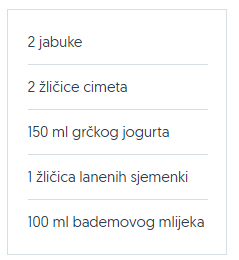 2 jabuke
2 žličice cimeta
150 ml grčkog jogurta
1 žličica lanenih sjemenki
100 ml bademovog mlijeka